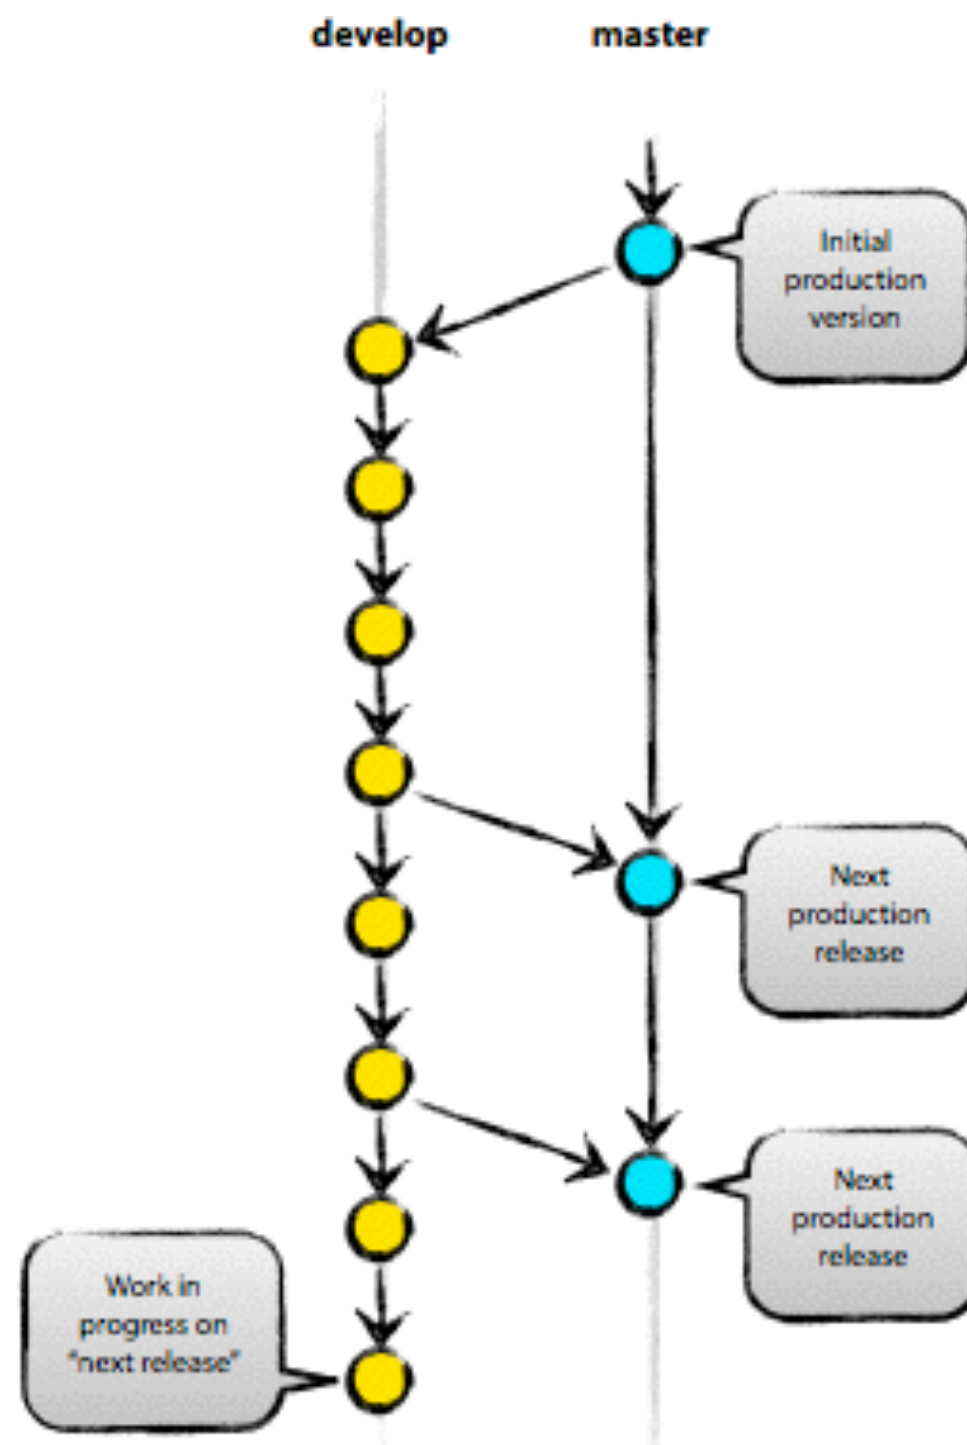 develop master
Initial
production
version
Next
production
release
Next
production
release
Work in
progress on
"next release"